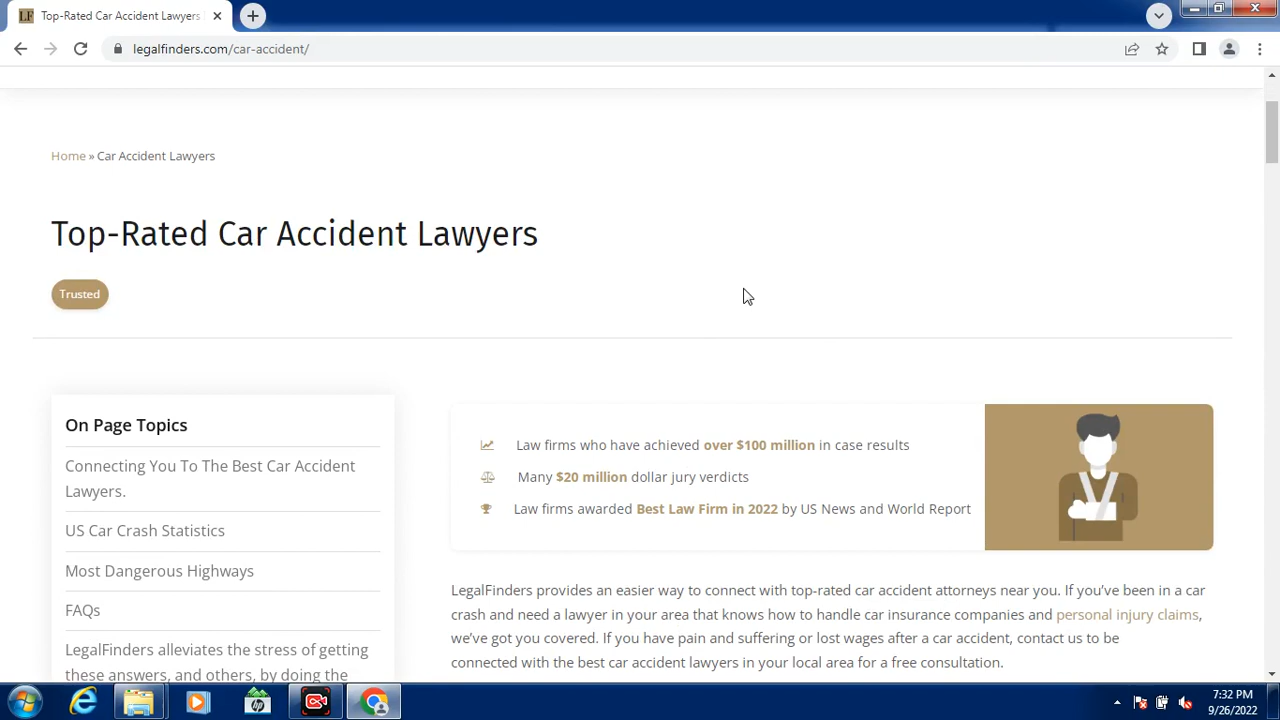 Top-Rated Car Accident Lawyers
legalfinders.com/car-accident/
Home » Car Accident Lawyers
Top-Rated Car Accident Lawyers
Trusted
On Page Topics
Connecting You To The Best Car Accident
Lawyers.
US Car Crash Statistics
Most Dangerous Highways
FAQs
LegalFinders alleviates the stress of getting
these answers, and others, by doing the
Law firms who have achieved over $100 million in case results
Many $20 million dollar jury verdicts
Law firms awarded Best Law Firm in 2022 by US News and World Report
LegalFinders provides an easier way to connect with top-rated car accident attorneys near you. If you’ve been in a car
crash and need a lawyer in your area that knows how to handle car insurance companies and personal injury claims,
we’ve got you covered. If you have pain and suffering or lost wages after a car accident, contact us to be
connected with the best car accident lawyers in your local area for a free consultation.
7:32 PM
9/26/2022